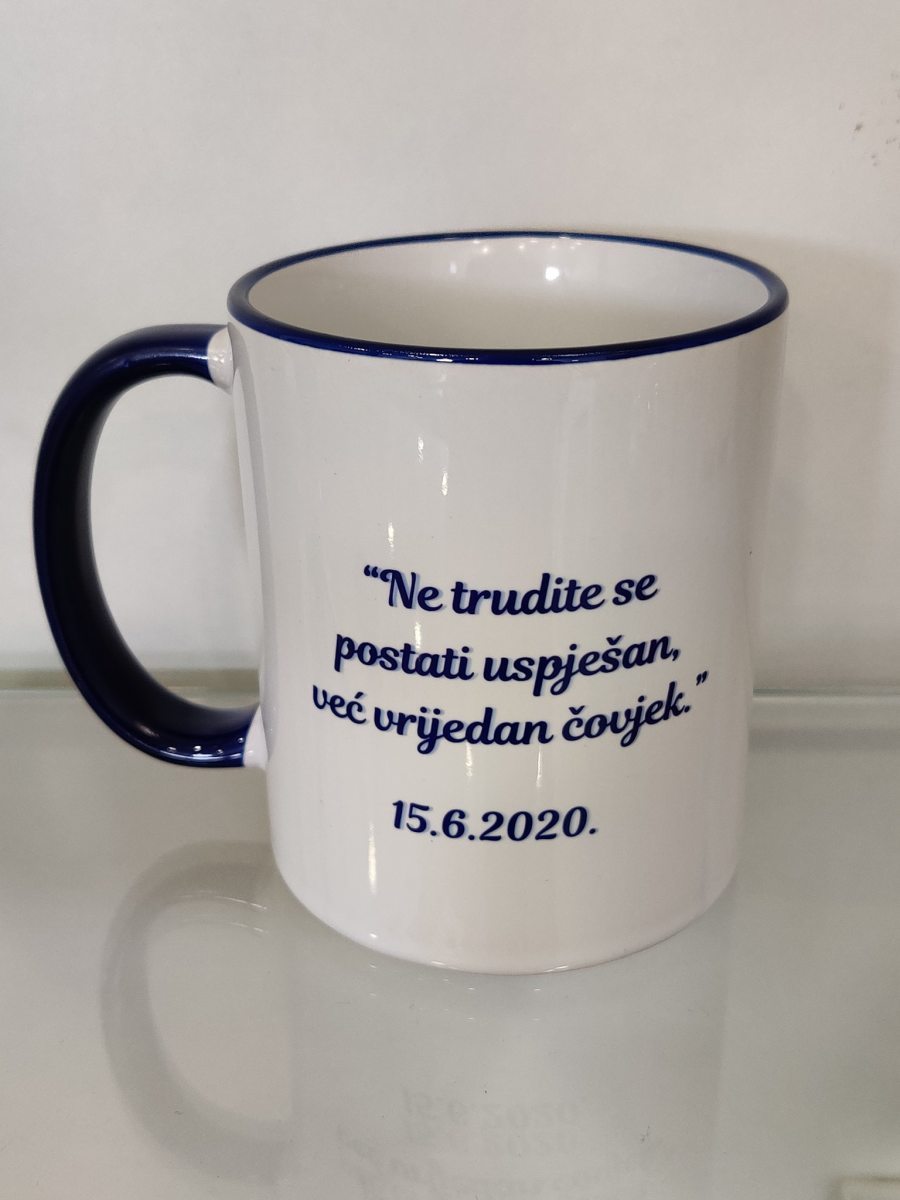 “Ne trudite se
postati uspješan,
već vrijedan čovjek.”
15.6.2020.